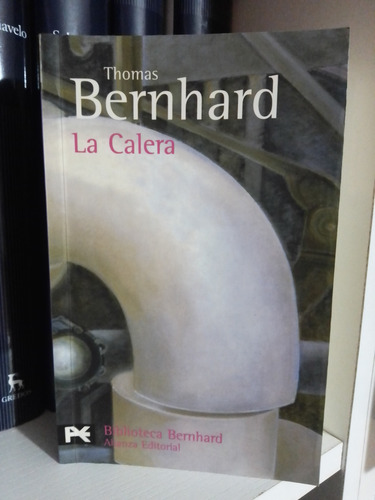 Thomas
Bernhard
La Calera
Biblioteca Bernhard
Alianza Editorial